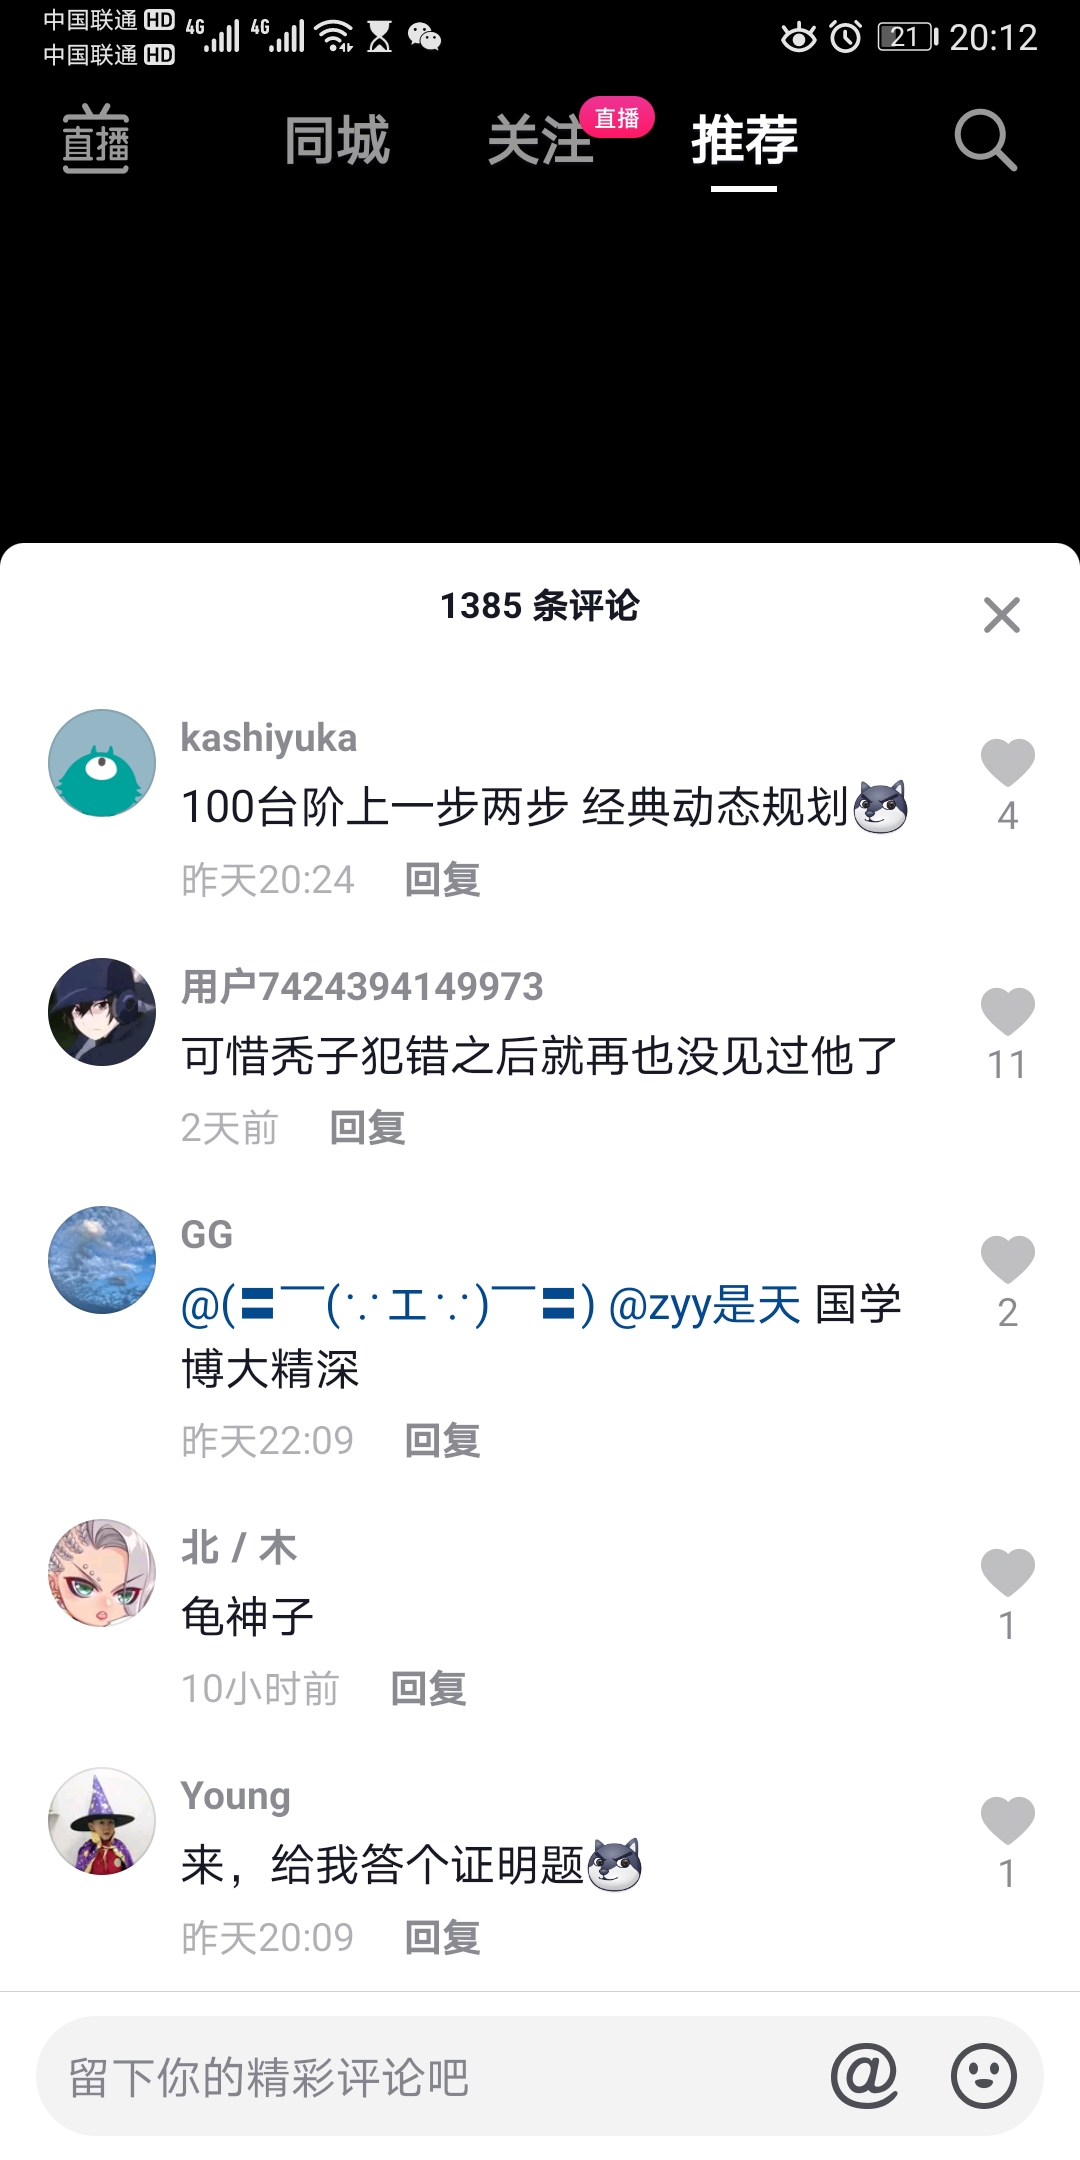 中国联通 HD 4G 4G 21 20:12
中国联通 HD
直播 同城 关注 直播 推荐
1385 条评论
kashiyuka
100台阶上一步两步 经典动态规划
4
昨天20:24 回复
用户7424394149973
可惜秃子犯错之后就再也没见过他了
11
2天前 回复
GG
@(〓￣(∵エ∵)￣〓) @zyy是天 国学
博大精深
2
昨天22:09 回复
北 / 木
龟神子
1
10小时前 回复
Young
来，给我答个证明题
1
昨天20:09 回复
留下你的精彩评论吧 @